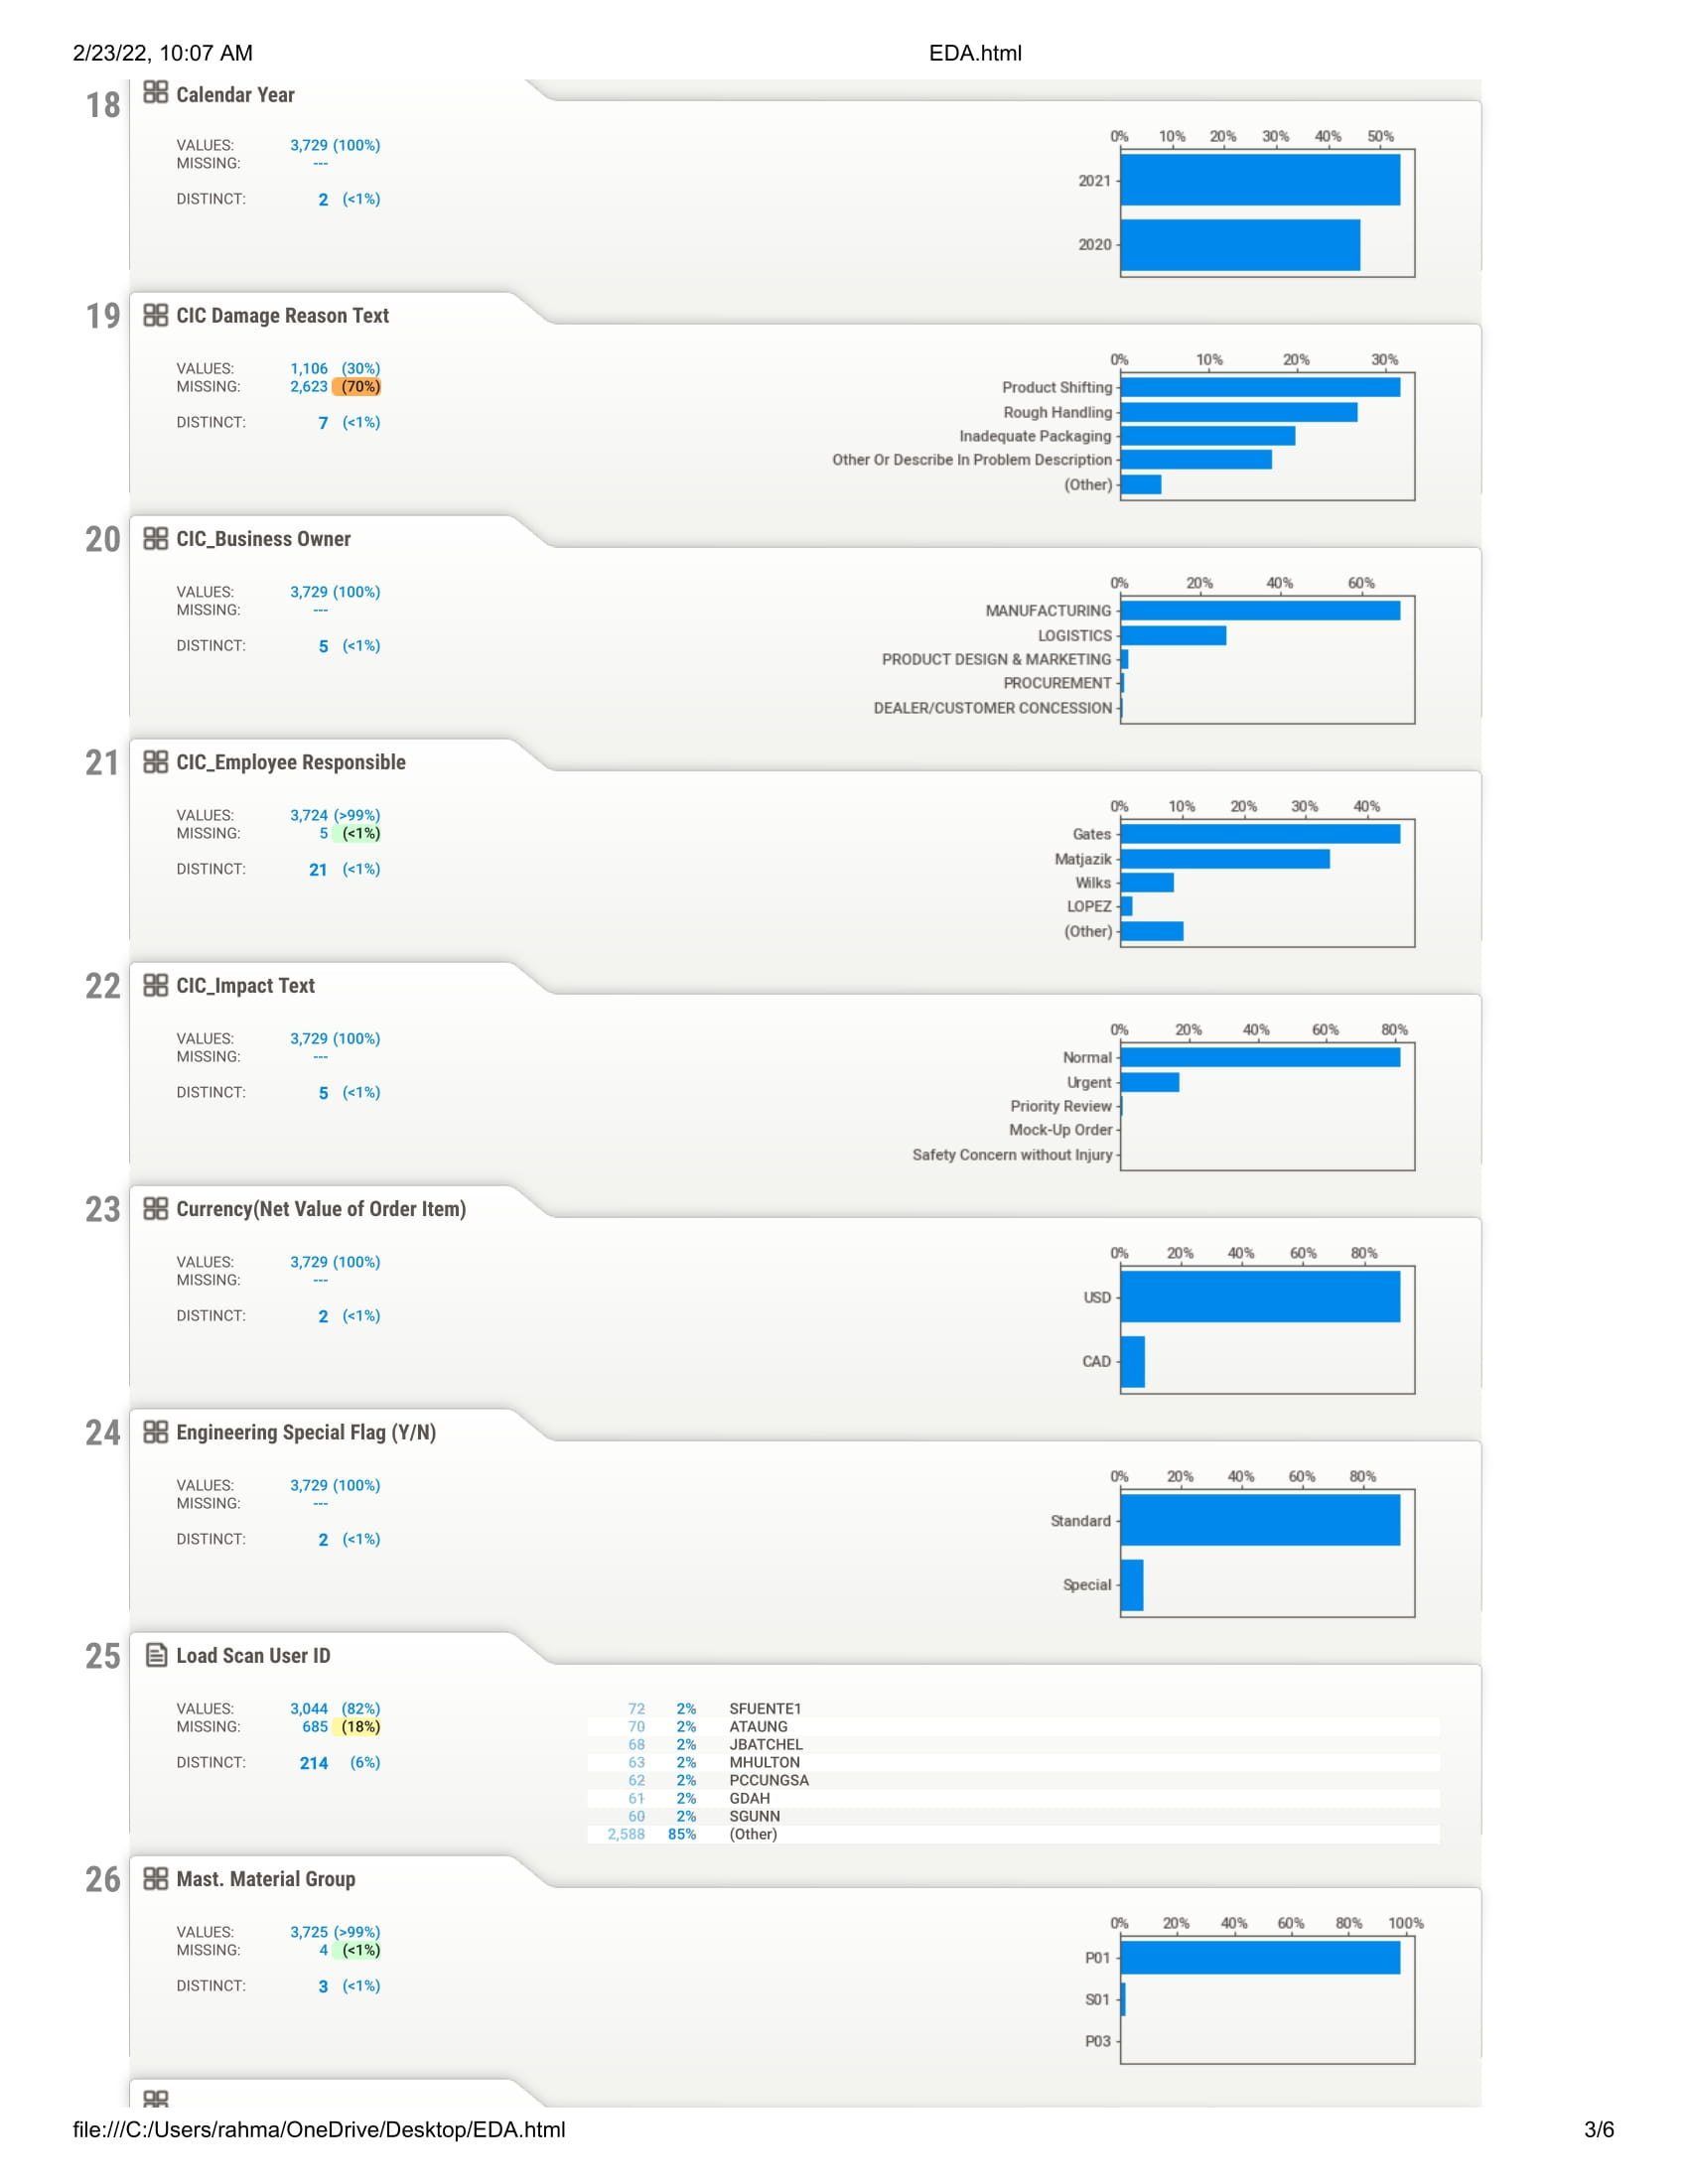 2/23/22, 10:07 AM EDA.html
18 Calendar Year
VALUES: 3,729 (100%)
MISSING: ---
DISTINCT: 2 (<1%)
0% 10% 20% 30% 40% 50%
2021
2020
19 CIC Damage Reason Text
VALUES: 1,106 (30%)
MISSING: 2,623 (70%)
DISTINCT: 7 (<1%)
0% 10% 20% 30%
Product Shifting
Rough Handling
Inadequate Packaging
Other Or Describe In Problem Description
(Other)
20 CIC_Business Owner
VALUES: 3,729 (100%)
MISSING: ---
DISTINCT: 5 (<1%)
0% 20% 40% 60%
MANUFACTURING
LOGISTICS
PRODUCT DESIGN & MARKETING
PROCUREMENT
DEALER/CUSTOMER CONCESSION
21 CIC_Employee Responsible
VALUES: 3,724 (>99%)
MISSING: 5 (<1%)
DISTINCT: 21 (<1%)
0% 10% 20% 30% 40%
Gates
Matjazik
Wilks
LOPEZ
(Other)
22 CIC_Impact Text
VALUES: 3,729 (100%)
MISSING: ---
DISTINCT: 5 (<1%)
0% 20% 40% 60% 80%
Normal
Urgent
Priority Review
Mock-Up Order
Safety Concern without Injury
23 Currency(Net Value of Order Item)
VALUES: 3,729 (100%)
MISSING: ---
DISTINCT: 2 (<1%)
0% 20% 40% 60% 80%
USD
CAD
24 Engineering Special Flag (Y/N)
VALUES: 3,729 (100%)
MISSING: ---
DISTINCT: 2 (<1%)
0% 20% 40% 60% 80%
Standard
Special
25 Load Scan User ID
VALUES: 3,044 (82%)
MISSING: 685 (18%)
DISTINCT: 214 (6%)
72 2% SFUENTE1
70 2% ATAUNG
68 2% JBATCHEL
63 2% MHULTON
62 2% PCCUNGSA
61 2% GDAH
60 2% SGUNN
2,588 85% (Other)
26 Mast. Material Group
VALUES: 3,725 (>99%)
MISSING: 4 (<1%)
DISTINCT: 3 (<1%)
0% 20% 40% 60% 80% 100%
P01
S01
P03
file:///C:/Users/rahma/OneDrive/Desktop/EDA.html 3/6